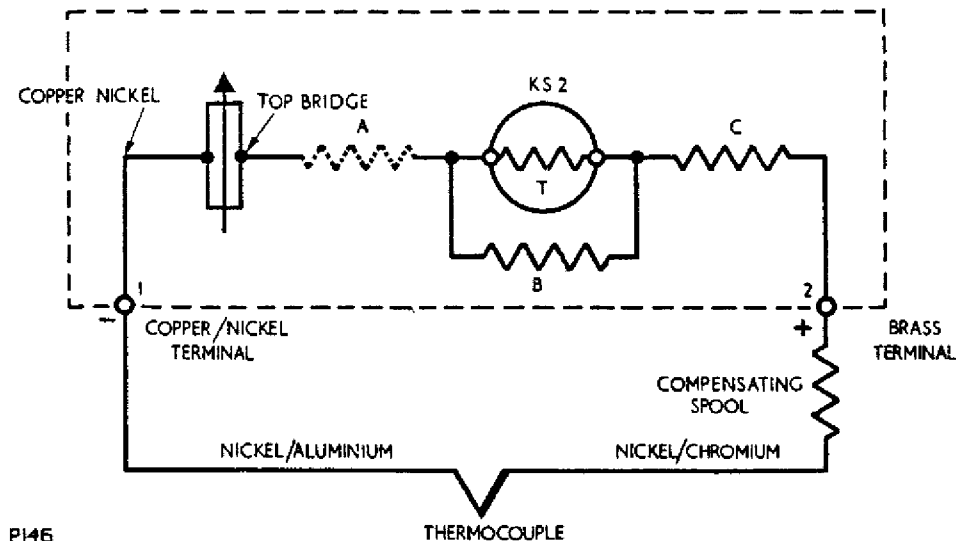 KS 2
COPPER NICKEL
TOP BRIDGE
A
C
T
B
1
2
−
+
COPPER/NICKEL
TERMINAL
BRASS
TERMINAL
COMPENSATING
SPOOL
NICKEL/ALUMINIUM
NICKEL/CHROMIUM
THERMOCOUPLE
P146